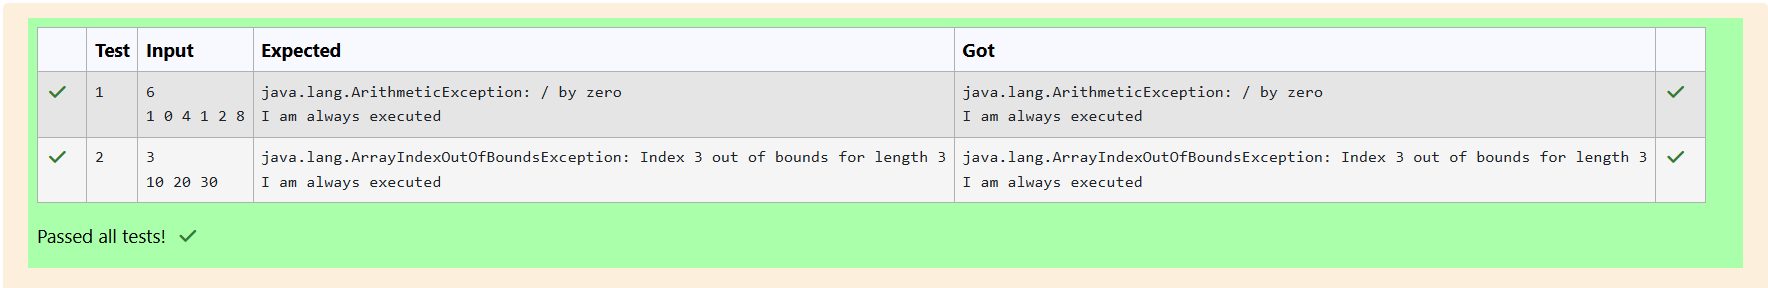 Test Input Expected Got
1 6 java.lang.ArithmeticException: / by zero java.lang.ArithmeticException: / by zero
1 0 4 1 2 8 I am always executed I am always executed
2 3 java.lang.ArrayIndexOutOfBoundsException: Index 3 out of bounds for length 3 java.lang.ArrayIndexOutOfBoundsException: Index 3 out of bounds for length 3
10 20 30 I am always executed I am always executed
Passed all tests!